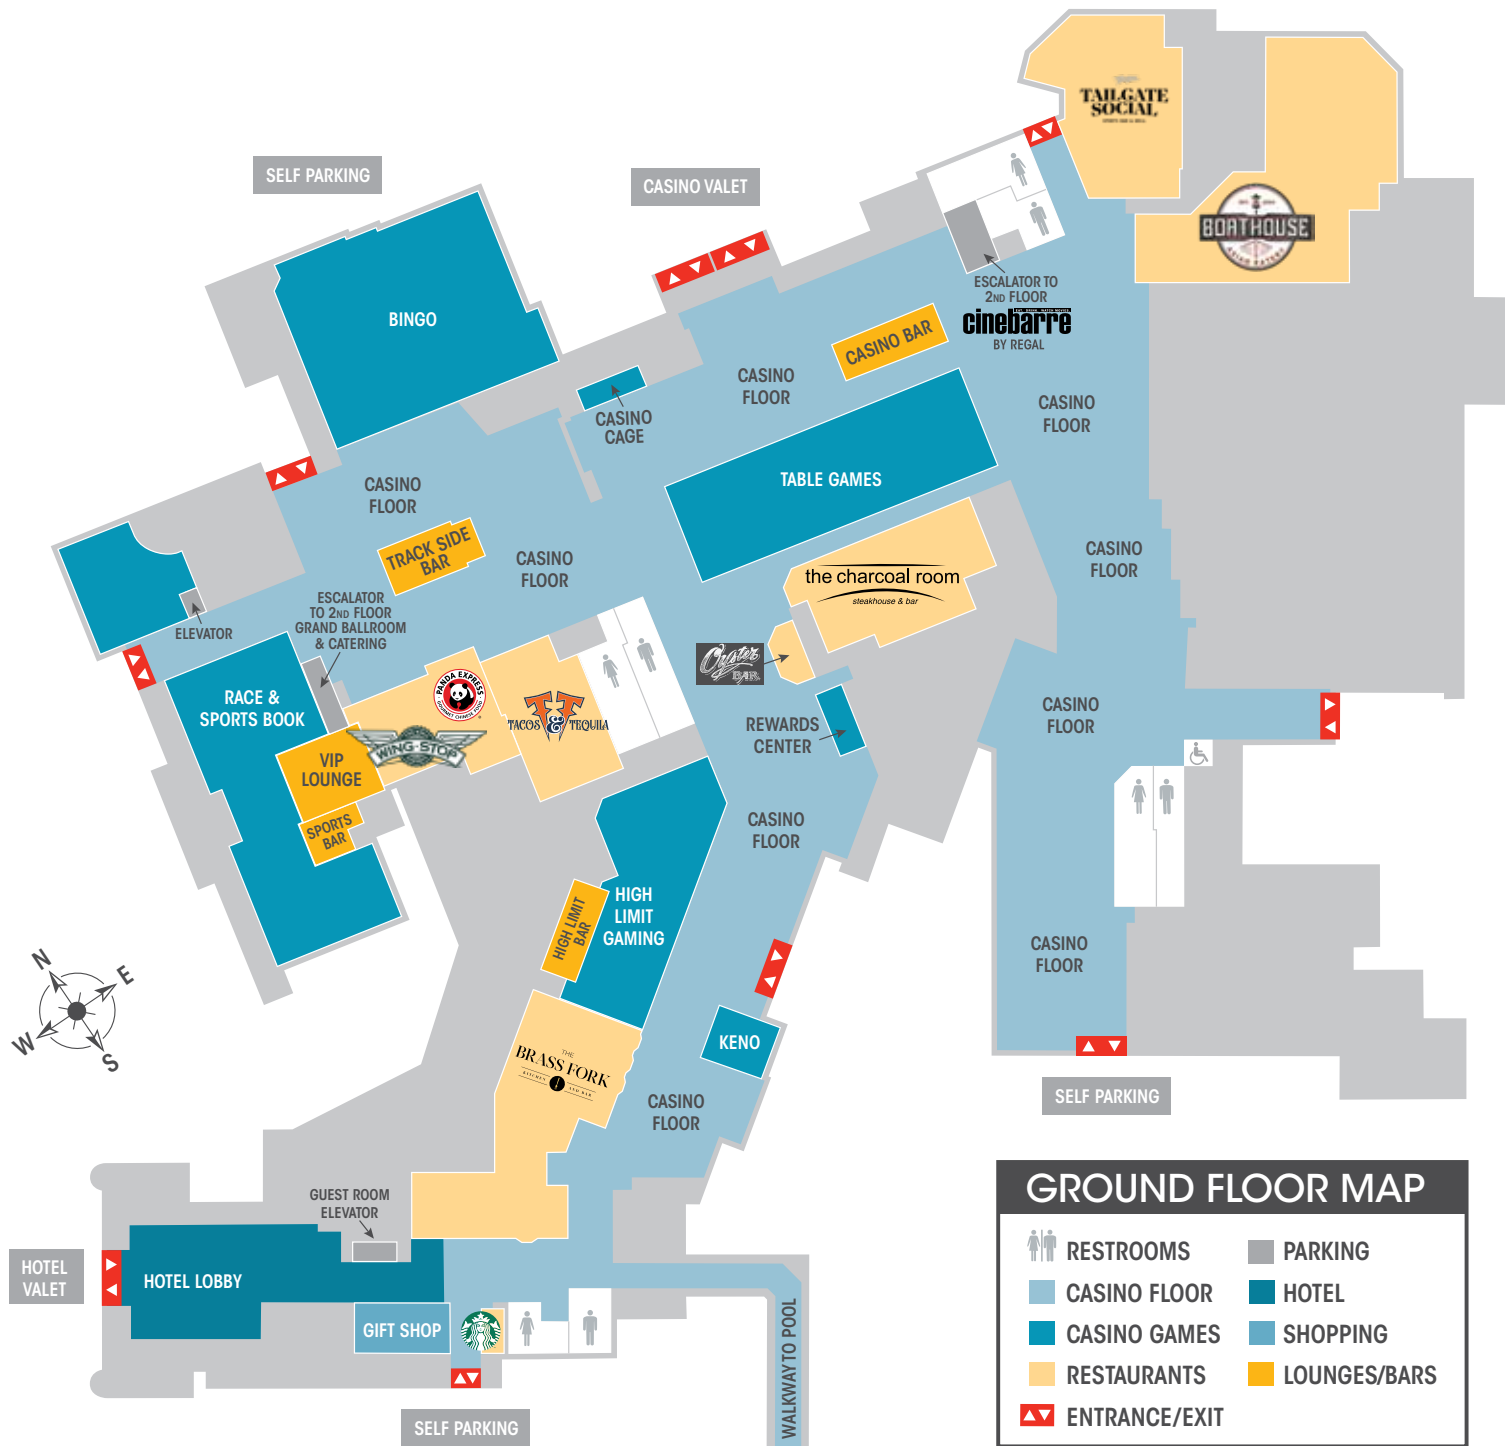 TAILGATE
SOCIAL
SELF PARKING
CASINO VALET
BOATHOUSE
ESCALATOR TO
2ND FLOOR
cinebarre
BY REGAL
BINGO
CASINO BAR
CASINO
FLOOR
CASINO
FLOOR
CASINO
CAGE
TABLE GAMES
CASINO
FLOOR
TRACK SIDE
BAR
CASINO
FLOOR
CASINO
FLOOR
the charcoal room
steakhouse & bar
ESCALATOR
TO 2ND FLOOR
GRAND BALLROOM
& CATERING
ELEVATOR
Oyster
BAR
RACE &
SPORTS BOOK
PANDA EXPRESS
GOURMET CHINESE FOOD
TACOS & TEQUILA
T&T
WING-STOP
REWARDS
CENTER
CASINO
FLOOR
VIP
LOUNGE
SPORTS
BAR
CASINO
FLOOR
HIGH
LIMIT
GAMING
HIGH LIMIT
BAR
CASINO
FLOOR
N
E
W
S
KENO
THE
BRASS FORK
KITCHEN AND BAR
CASINO
FLOOR
SELF PARKING
GUEST ROOM
ELEVATOR
HOTEL
VALET
HOTEL LOBBY
GIFT SHOP
WALKWAY TO POOL
SELF PARKING
GROUND FLOOR MAP
RESTROOMS
PARKING
CASINO FLOOR
HOTEL
CASINO GAMES
SHOPPING
RESTAURANTS
LOUNGES/BARS
ENTRANCE/EXIT